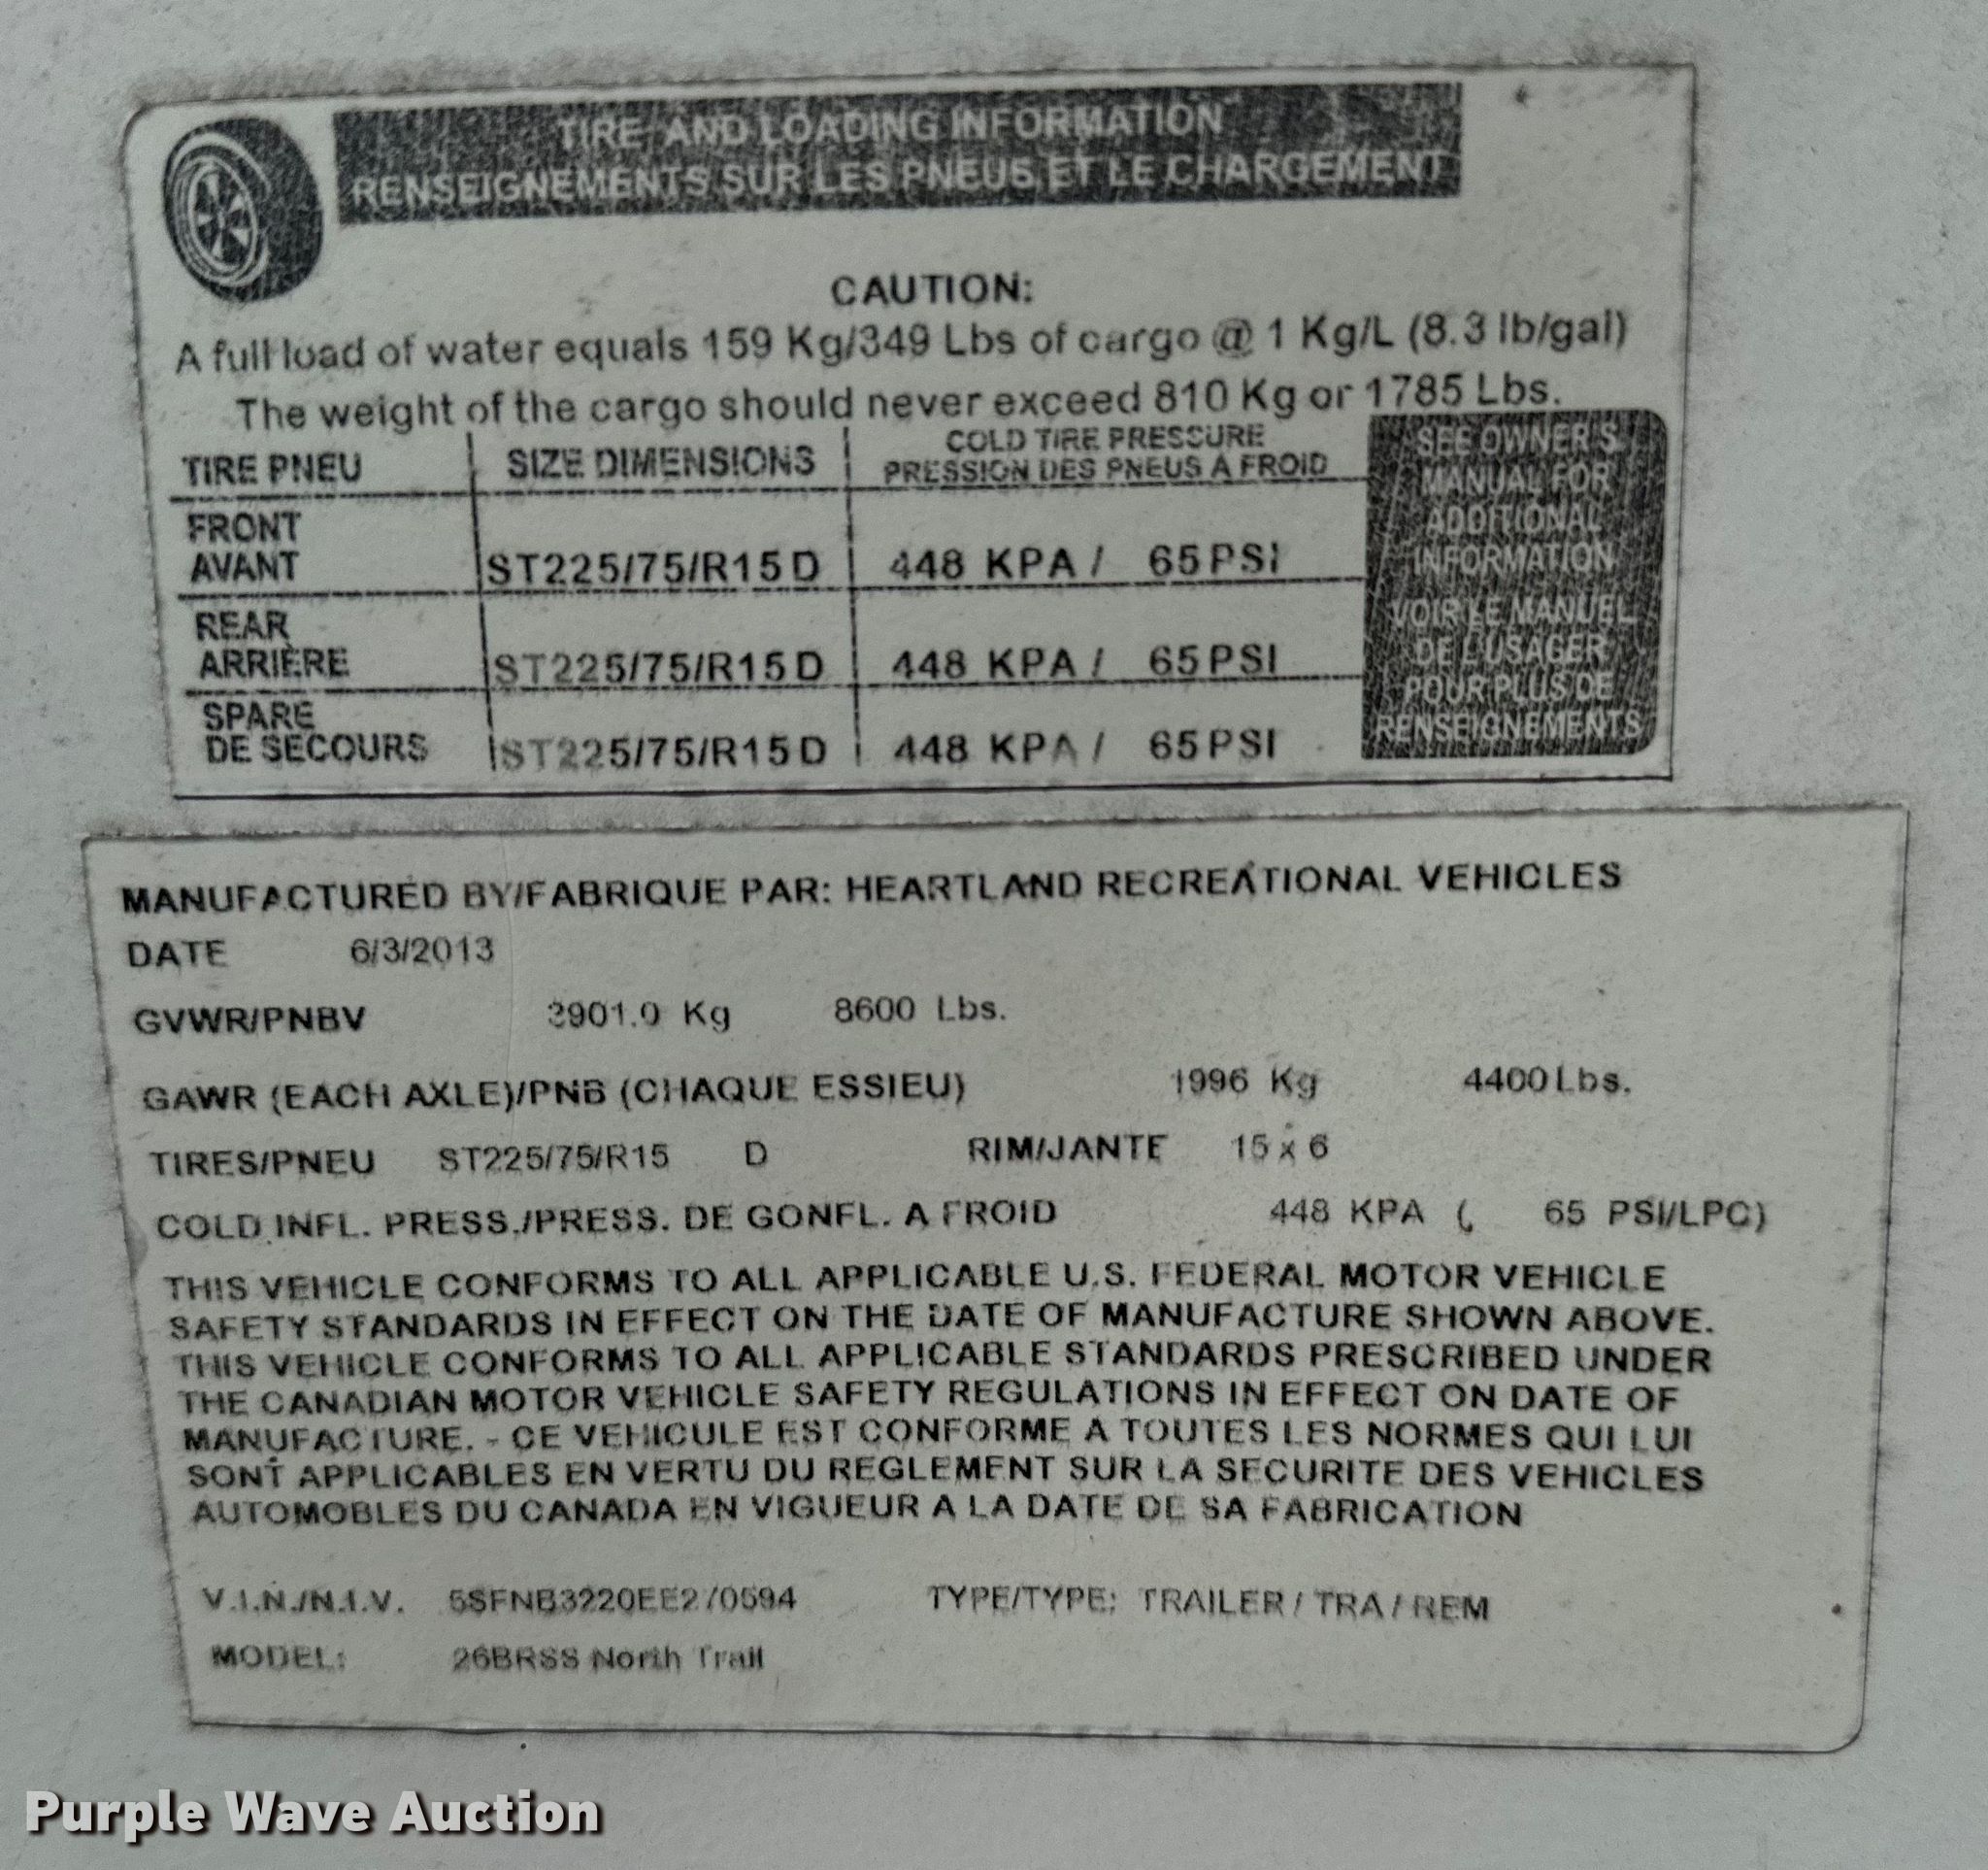 TIRE AND LOADING INFORMATION
RENSEIGNEMENTS SUR LES PNEUS ET LE CHARGEMENT
CAUTION:
A full load of water equals 159 Kg/349 Lbs of cargo @ 1 Kg/L (8.3 lb/gal)
The weight of the cargo should never exceed 810 Kg or 1785 Lbs.
TIRE PNEU SIZE DIMENSIONS COLD TIRE PRESSURE
PRESSION DES PNEUS A FROID
FRONT
AVANT ST225/75/R15 D 448 KPA / 65 PSI
REAR
ARRIÈRE ST225/75/R15 D 448 KPA / 65 PSI
SPARE
DE SECOURS ST225/75/R15 D 448 KPA / 65 PSI
SEE OWNER'S
MANUAL FOR
ADDITIONAL
INFORMATION
VOIR LE MANUEL
DE L'USAGER
POUR PLUS DE
RENSEIGNEMENTS
MANUFACTURED BY/FABRIQUE PAR: HEARTLAND RECREATIONAL VEHICLES
DATE 6/3/2013
GVWR/PNBV 3901.0 Kg 8600 Lbs.
GAWR (EACH AXLE)/PNB (CHAQUE ESSIEU) 1996 Kg 4400 Lbs.
TIRES/PNEU ST225/75/R15 D RIM/JANTE 15 x 6
COLD INFL. PRESS./PRESS. DE GONFL. A FROID 448 KPA ( 65 PSI/LPC)
THIS VEHICLE CONFORMS TO ALL APPLICABLE U.S. FEDERAL MOTOR VEHICLE
SAFETY STANDARDS IN EFFECT ON THE DATE OF MANUFACTURE SHOWN ABOVE.
THIS VEHICLE CONFORMS TO ALL APPLICABLE STANDARDS PRESCRIBED UNDER
THE CANADIAN MOTOR VEHICLE SAFETY REGULATIONS IN EFFECT ON DATE OF
MANUFACTURE. - CE VEHICULE EST CONFORME A TOUTES LES NORMES QUI LUI
SONT APPLICABLES EN VERTU DU REGLEMENT SUR LA SECURITE DES VEHICLES
AUTOMOBLES DU CANADA EN VIGUEUR A LA DATE DE SA FABRICATION
V.I.N./N.I.V. 5SFNB3220EE270594 TYPE/TYPE: TRAILER / TRA / REM
MODEL: 26BRSS North Trail
Purple Wave Auction